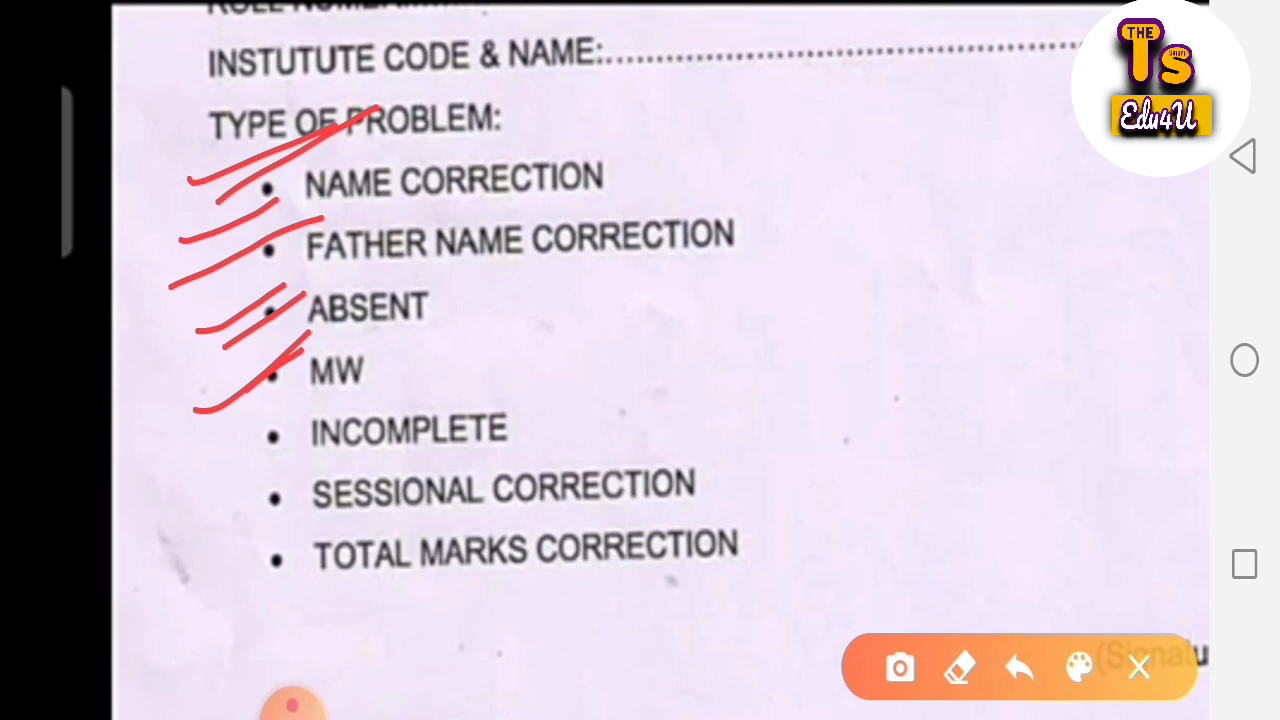 INSTUTUTE CODE & NAME:..........................................
THE
Ts
Smart
Edu4U
TYPE OF PROBLEM:
• NAME CORRECTION
• FATHER NAME CORRECTION
• ABSENT
• MW
• INCOMPLETE
• SESSIONAL CORRECTION
• TOTAL MARKS CORRECTION